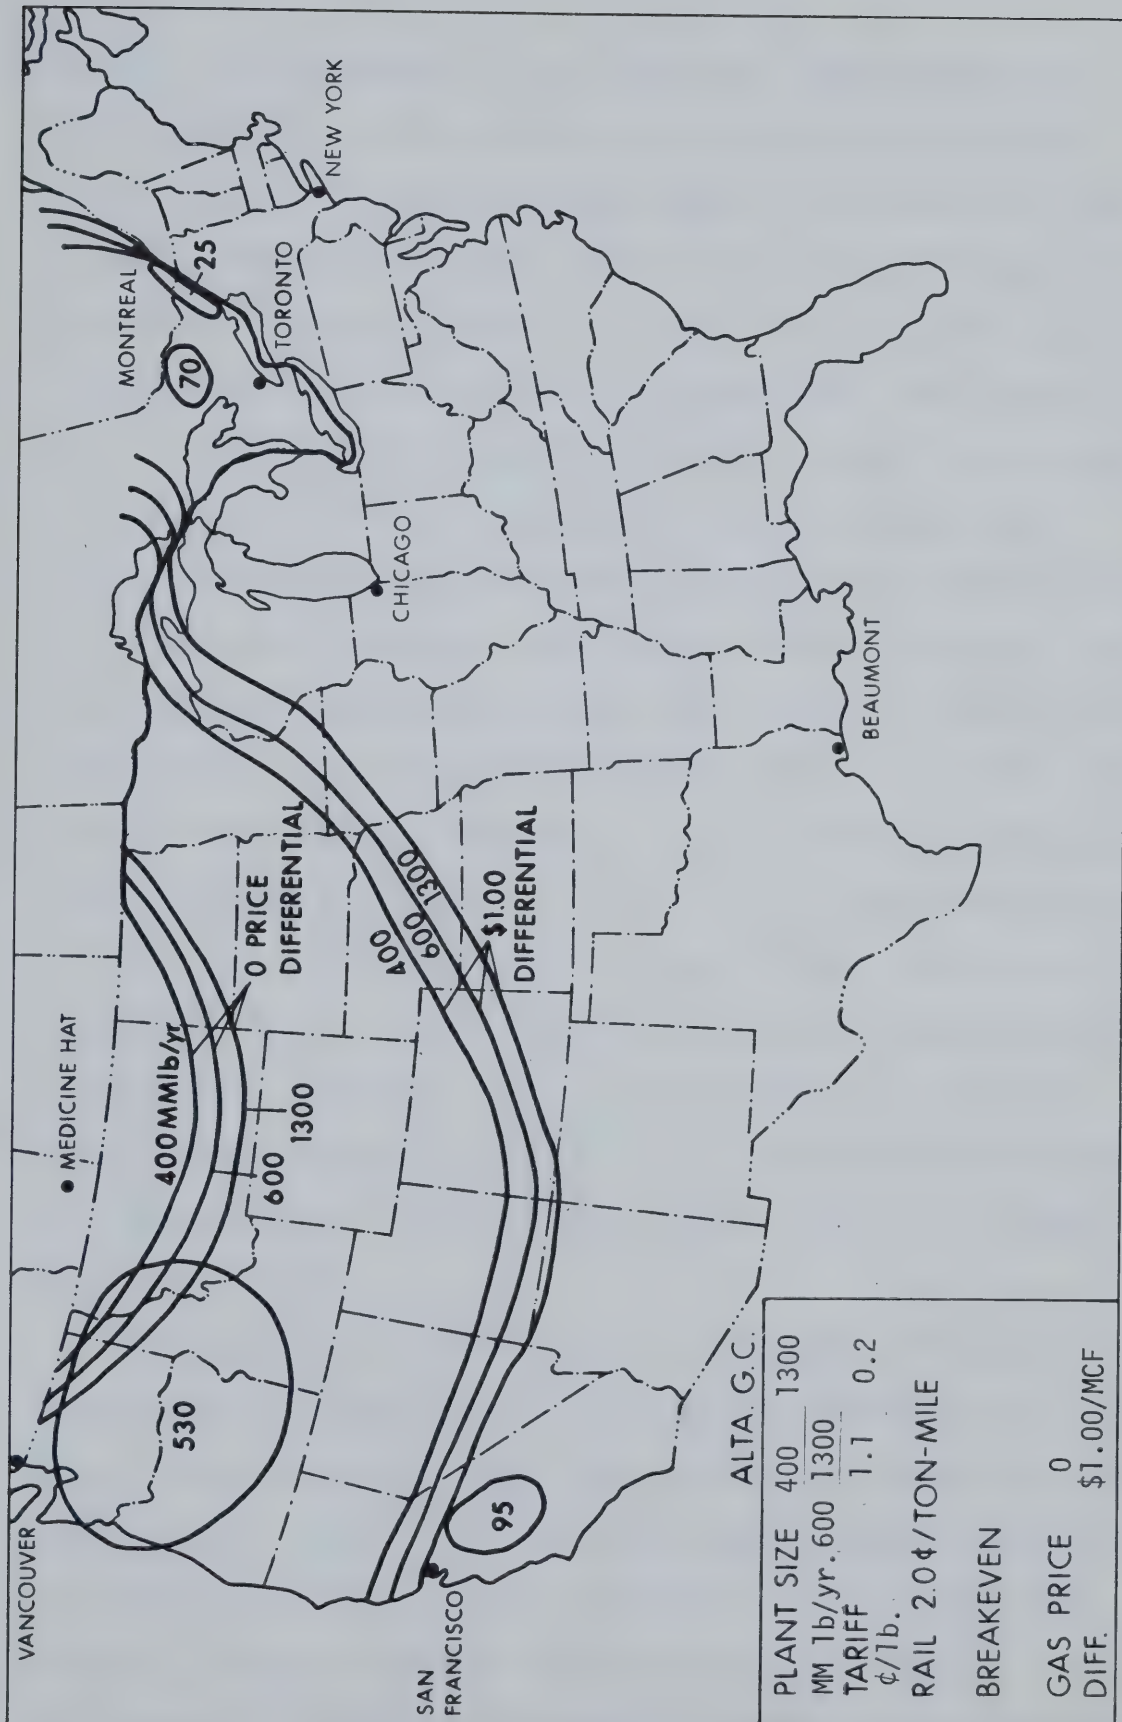 VANCOUVER
MEDICINE HAT
MONTREAL
25
70
TORONTO
NEW YORK
530
400MMlb/yr
600
1300
0 PRICE
DIFFERENTIAL
CHICAGO
400
600
1300
$1.00
DIFFERENTIAL
SAN
FRANCISCO
95
BEAUMONT
ALTA. G.C.
PLANT SIZE 400 1300
MM lb/yr. 600 1300
TARIFF 1.1 0.2
¢/lb.
RAIL 2.0¢/TON-MILE
BREAKEVEN
GAS PRICE 0
DIFF. $1.00/MCF